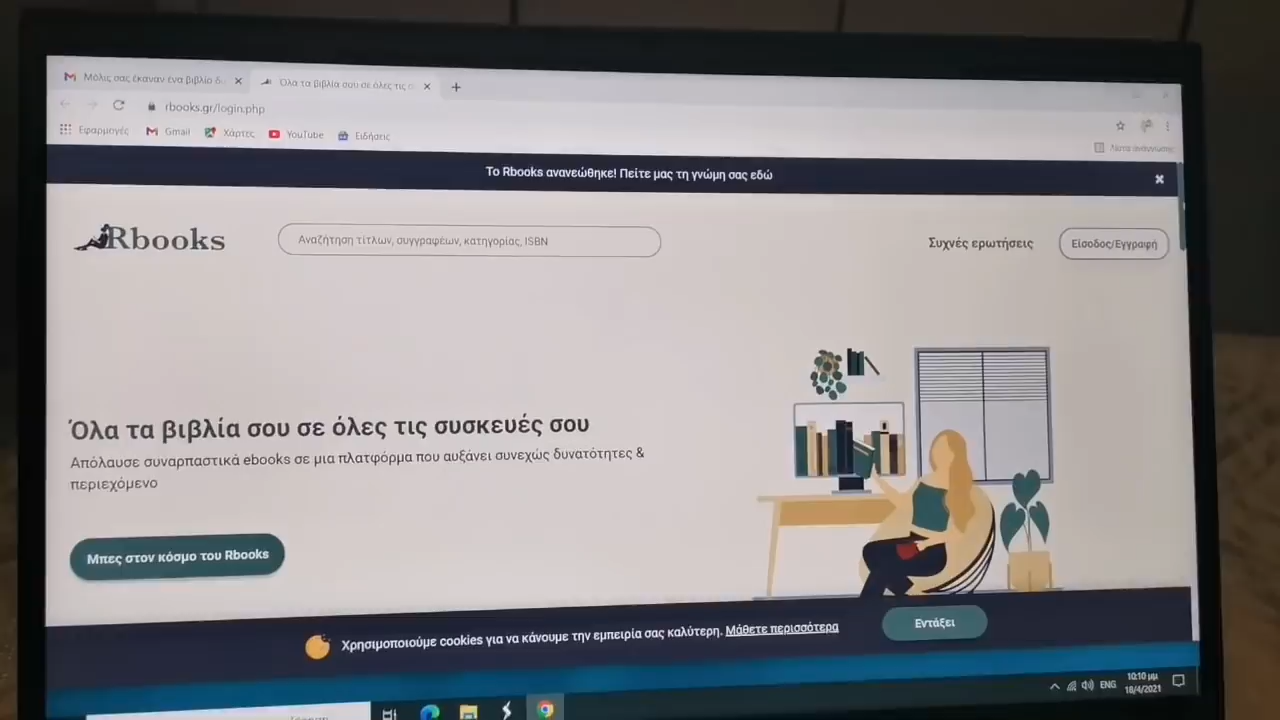 Μόλις σας έκαναν ένα βιβλίο δ
Όλα τα βιβλία σου σε όλες τις σ
rbooks.gr/login.php
Εφαρμογές Gmail Χάρτες YouTube Ειδήσεις
Λίστα ανάγνωσης
Το Rbooks ανανεώθηκε! Πείτε μας τη γνώμη σας εδώ
Rbooks
Αναζήτηση τίτλων, συγγραφέων, κατηγορίας, ISBN
Συχνές ερωτήσεις
Είσοδος/Εγγραφή
Όλα τα βιβλία σου σε όλες τις συσκευές σου
Απόλαυσε συναρπαστικά ebooks σε μια πλατφόρμα που αυξάνει συνεχώς δυνατότητες &
περιεχόμενο
Μπες στον κόσμο του Rbooks
Χρησιμοποιούμε cookies για να κάνουμε την εμπειρία σας καλύτερη. Μάθετε περισσότερα
Εντάξει
ENG
10:10 μμ
18/4/2021